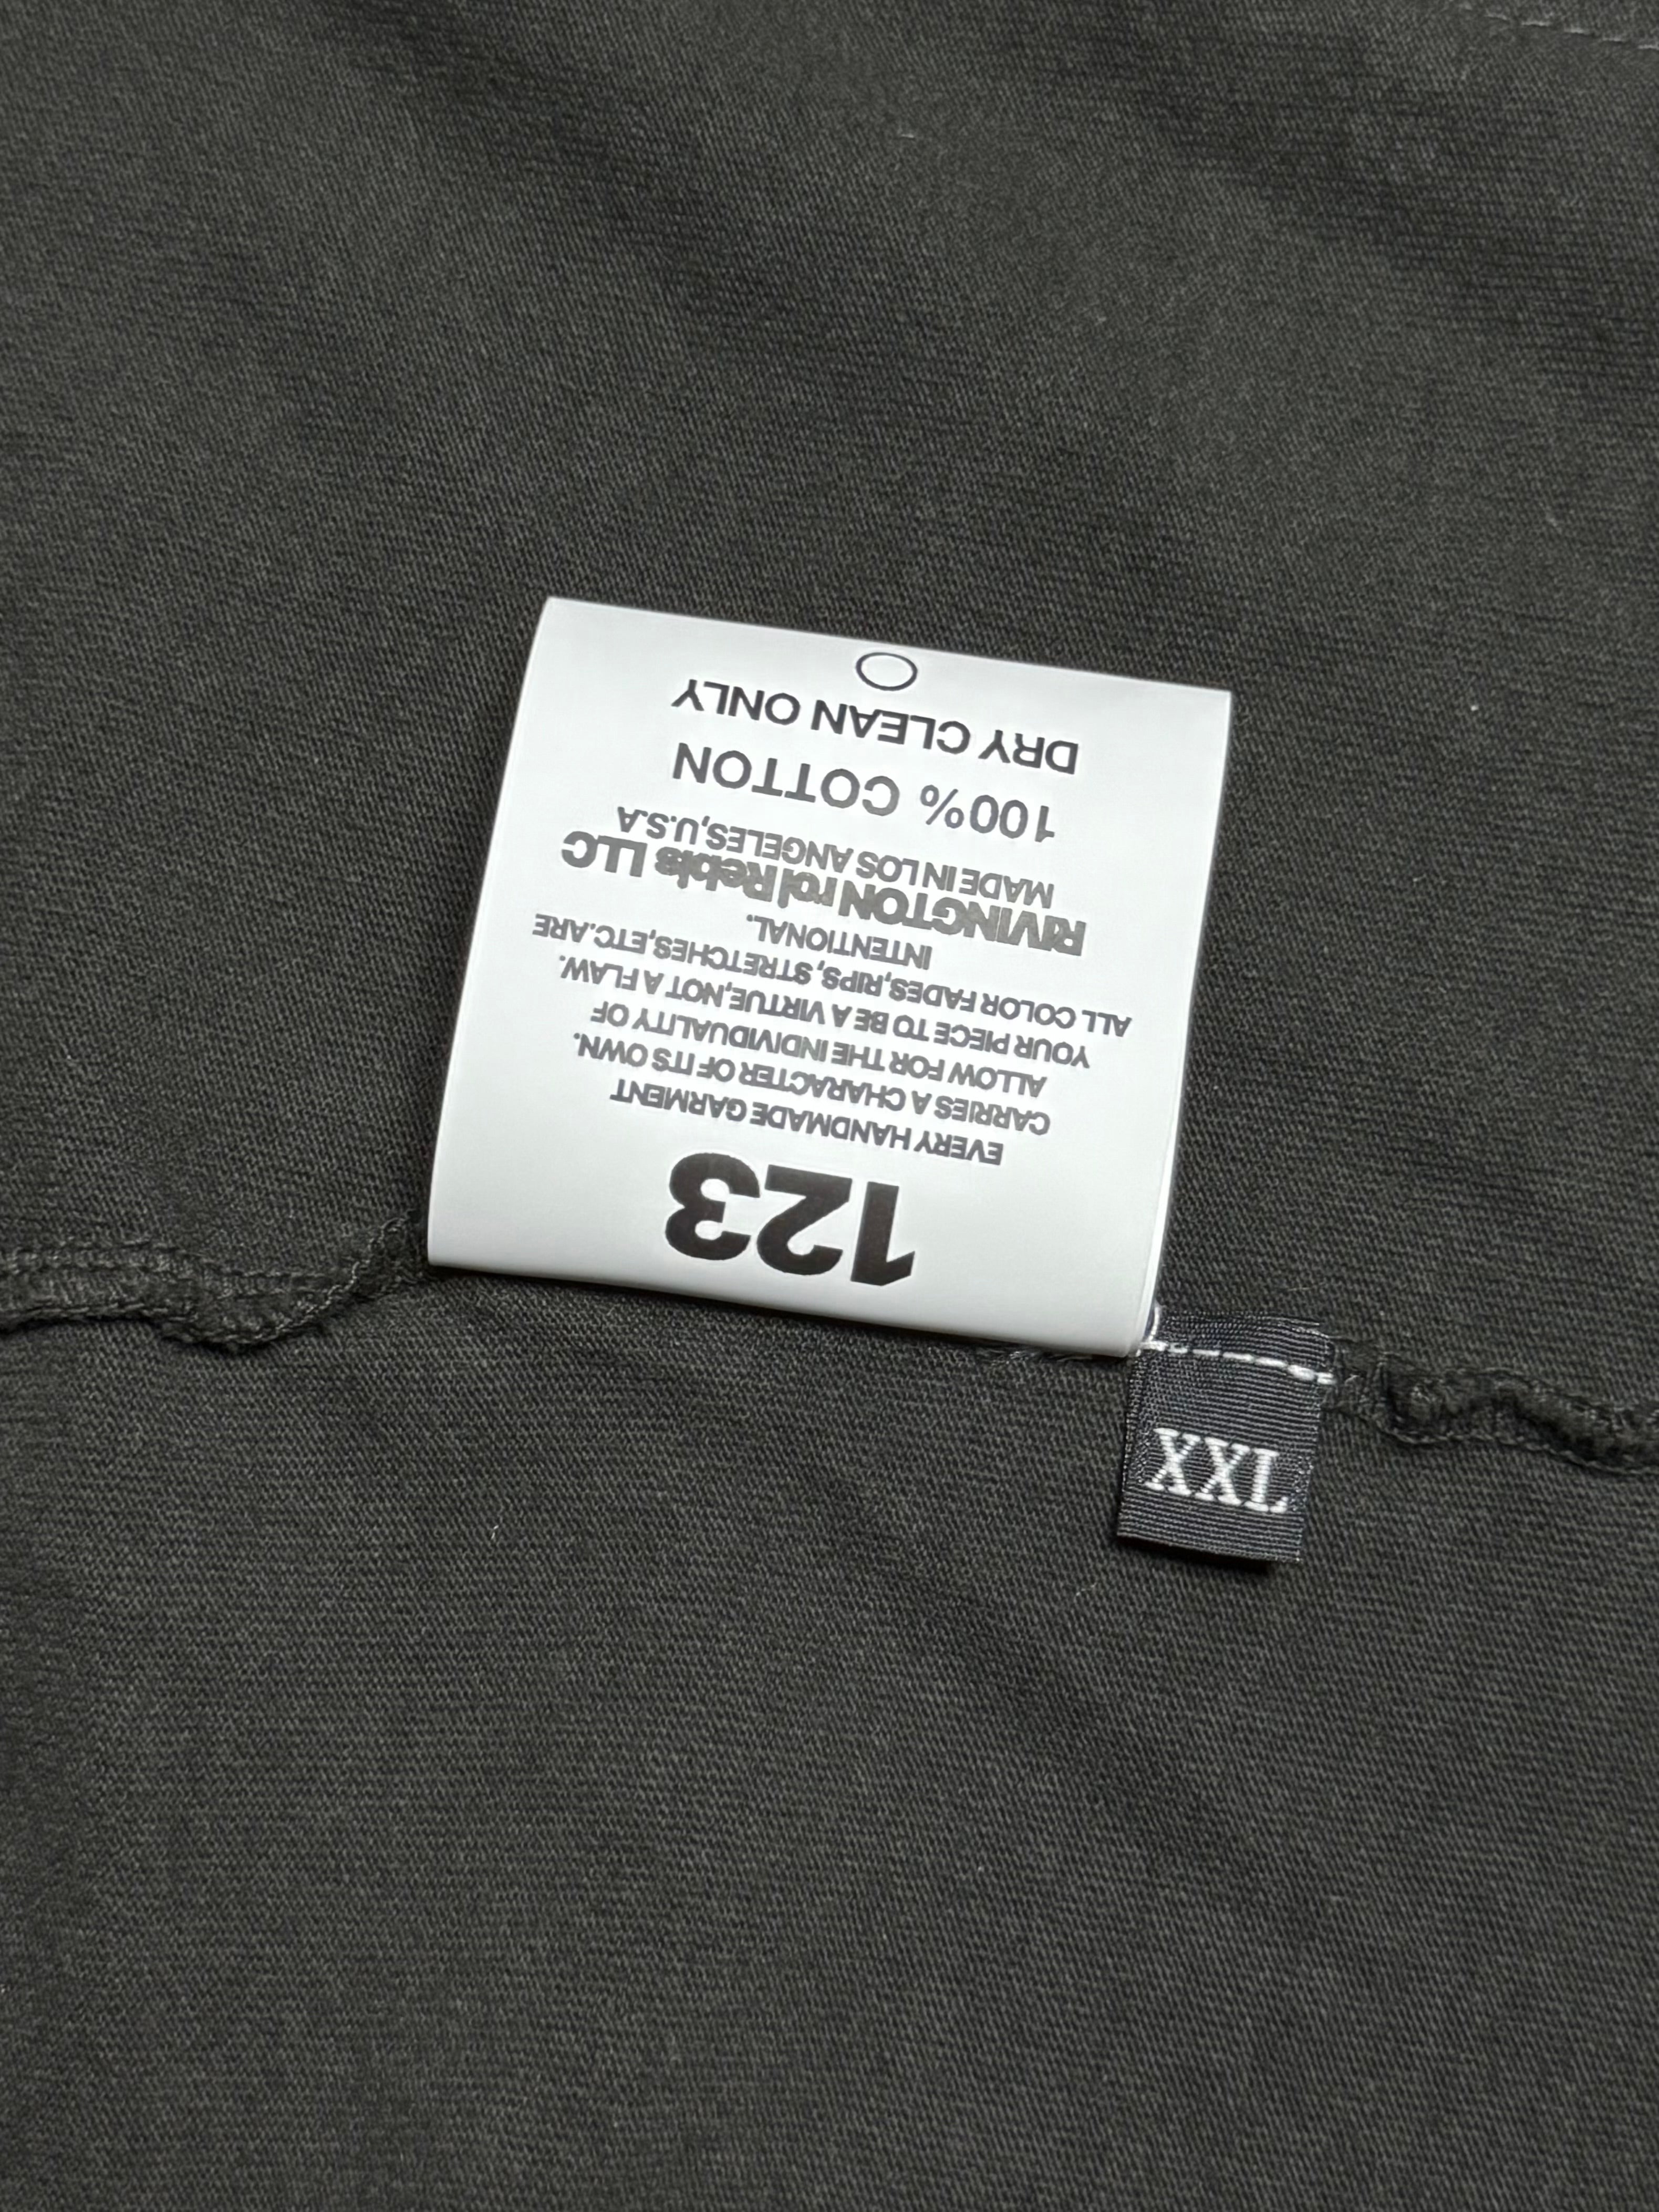 123
EVERY HANDMADE GARMENT
CARRIES A CHARACTER OF ITS OWN.
ALLOW FOR THE INDIVIDUALITY OF
YOUR PIECE TO BE A VIRTUE,NOT A FLAW.
ALL COLOR FADES,RIPS, STRETCHES,ETC.ARE
INTENTIONAL.
RIVINGTON roi Rebis LLC
MADE IN LOS ANGELES,U.S.A
100% COTTON
DRY CLEAN ONLY
XXL